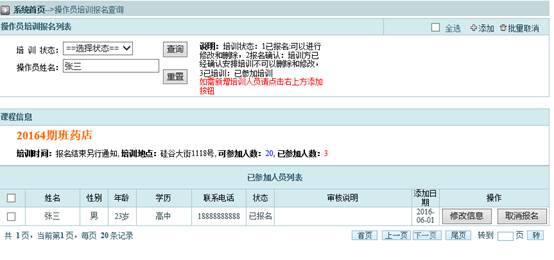 系统首页-->操作员培训报名查询
操作员培训报名列表 全选 添加 批量取消
培 训 状态： ==选择状态== 查询
操作员姓名： 张三
重置
说明：培训状态：1已报名:可以进行
修改和删除，2报名确认：培训方已
经确认安排培训不可以删除和修改，
3已培训：已参加培训
如需新增培训人员请点击右上方添加
按钮
课程信息
20164期班药店
培训时间：报名结束另行通知, 培训地点：硅谷大街1118号, 可参加人数：20, 已参加人数：3
已参加人员列表
姓名 性别 年龄 学历 联系电话 状态 审核说明 添加日期 操作
张三 男 23岁 高中 18888888888 已报名 2016-06-01 修改信息 取消报名
共 1页，当前第1页，每页 20条记录 首页 上一页 下一页 尾页 转到 页 转